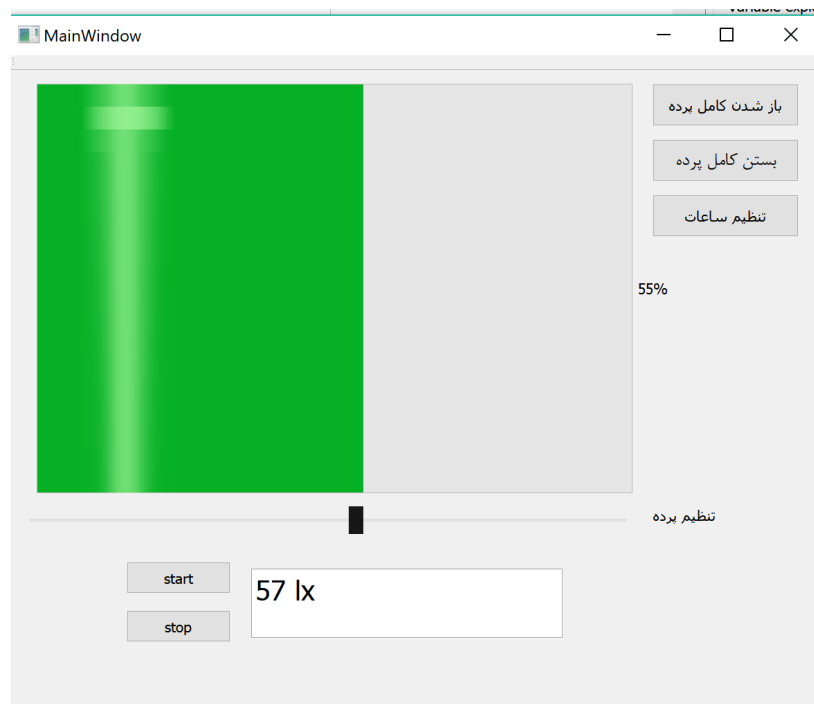 MainWindow
باز شدن کامل پرده
بستن کامل پرده
تنظیم ساعات
55%
تنظیم پرده
start
57 lx
stop